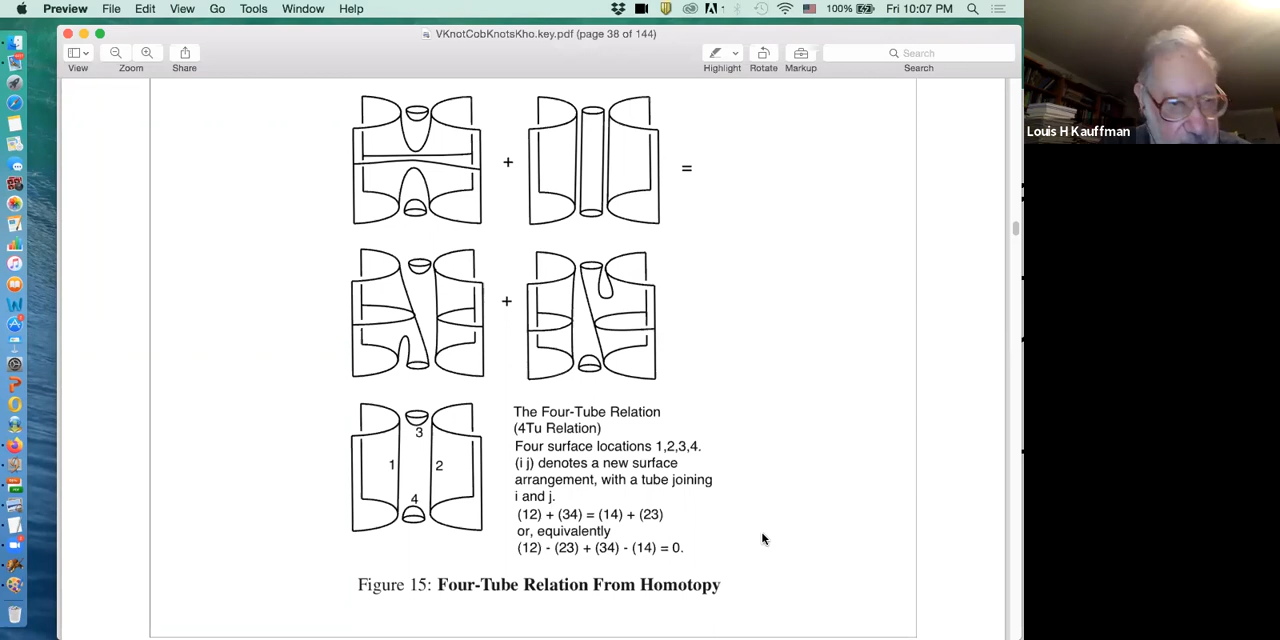 Preview File Edit View Go Tools Window Help
100% Fri 10:07 PM
VKnotCobKnotsKho.key.pdf (page 38 of 144)
View Zoom Share Highlight Rotate Markup Search
Search
Louis H Kauffman
+ =
+
3
1 2
4
The Four-Tube Relation
(4Tu Relation)
Four surface locations 1,2,3,4.
(i j) denotes a new surface
arrangement, with a tube joining
i and j.
(12) + (34) = (14) + (23)
or, equivalently
(12) - (23) + (34) - (14) = 0.
Figure 15: Four-Tube Relation From Homotopy